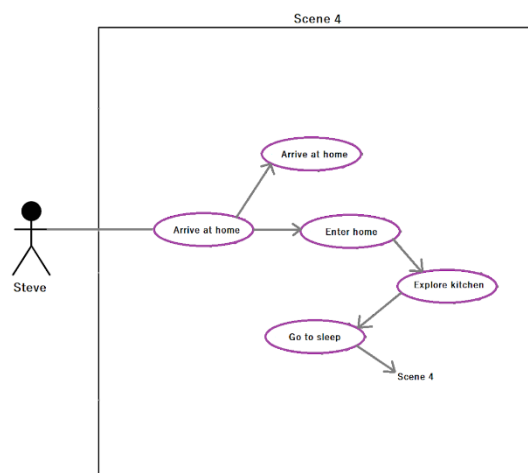 Scene 4
Arrive at home
Arrive at home
Enter home
Steve
Explore kitchen
Go to sleep
Scene 4